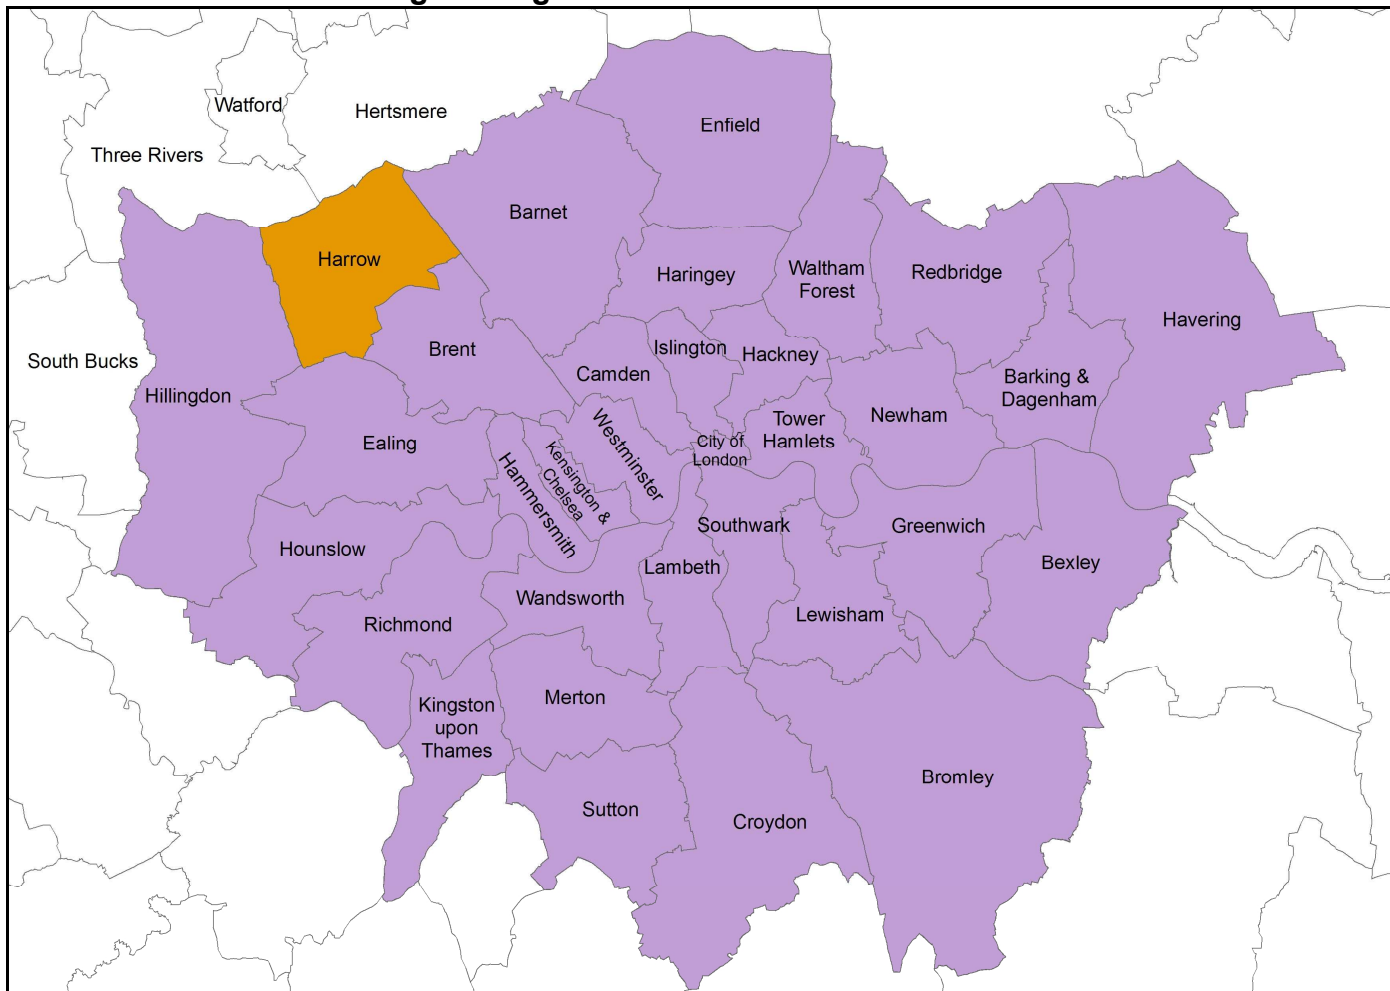 Watford
Hertsmere
Enfield
Three Rivers
Barnet
Harrow
Haringey
Waltham
Forest
Redbridge
Havering
South Bucks
Hillingdon
Brent
Camden
Islington
Hackney
Barking &
Dagenham
Ealing
Westminster
City of
London
Tower
Hamlets
Newham
Kensington &
Chelsea
Hammersmith
Hounslow
Southwark
Greenwich
Bexley
Lambeth
Wandsworth
Richmond
Lewisham
Kingston
upon
Thames
Merton
Sutton
Croydon
Bromley